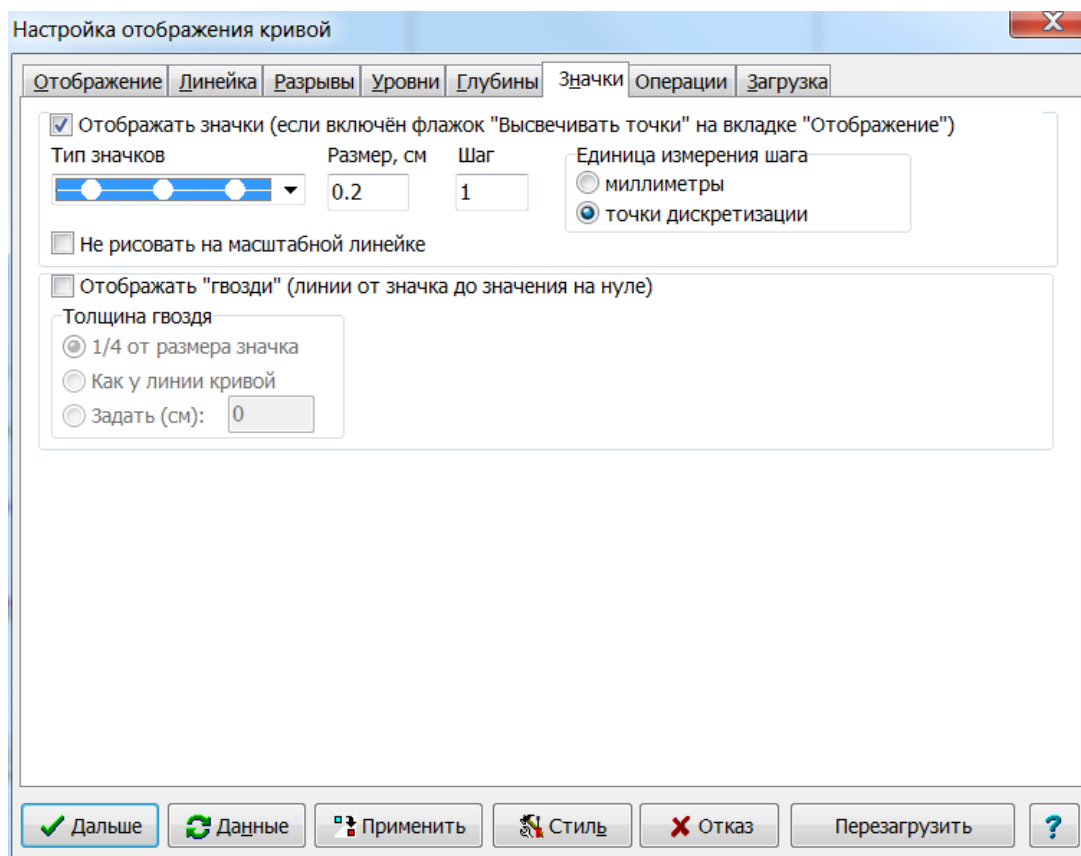 Настройка отображения кривой
Отображение Линейка Разрывы Уровни Глубины Значки Операции Загрузка
Отображать значки (если включён флажок "Высвечивать точки" на вкладке "Отображение")
Тип значков Размер, см Шаг Единица измерения шага
миллиметры
0.2 1
точки дискретизации
Не рисовать на масштабной линейке
Отображать "гвозди" (линии от значка до значения на нуле)
Толщина гвоздя
1/4 от размера значка
Как у линии кривой
Задать (см): 0
Дальше Данные Применить Стиль Отказ Перезагрузить ?